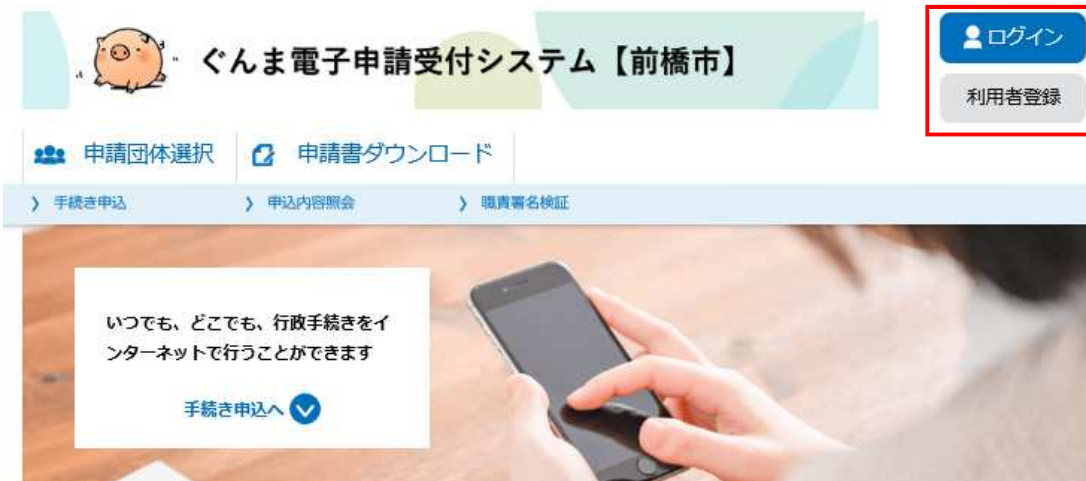 ぐんま電子申請受付システム【前橋市】
ログイン
利用者登録
申請団体選択
申請書ダウンロード
手続き申込
申込内容照会
職責署名検証
いつでも、どこでも、行政手続きをイ
ンターネットで行うことができます
手続き申込へ